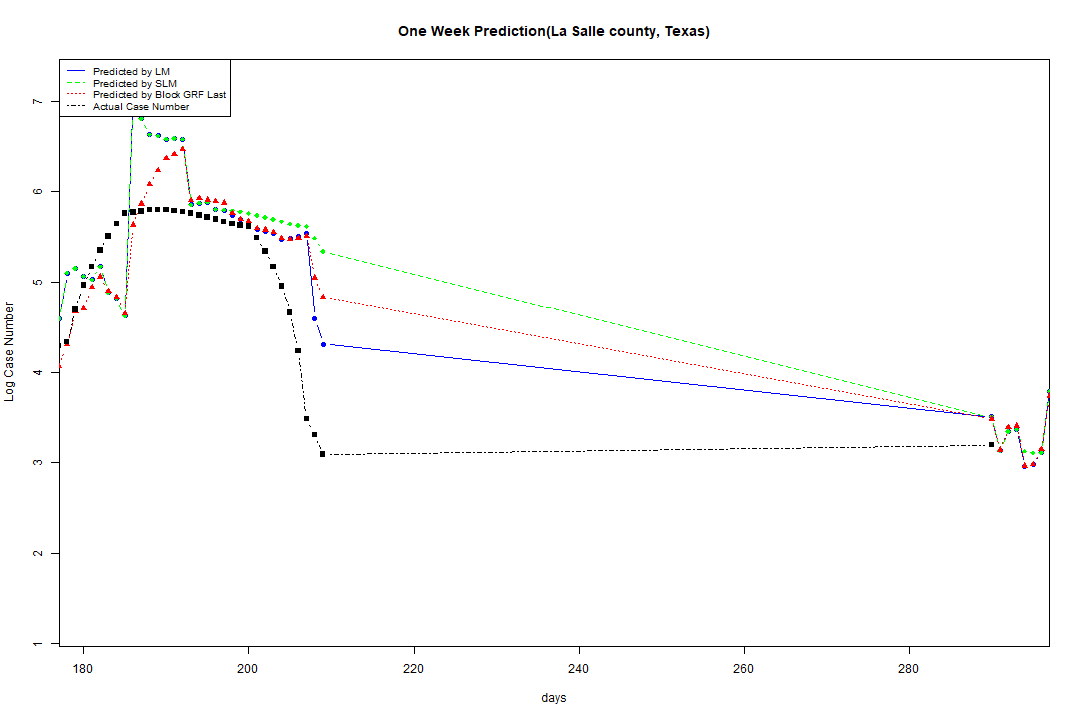 One Week Prediction(La Salle county, Texas)
Predicted by LM
Predicted by SLM
Predicted by Block GRF Last
Actual Case Number
Log Case Number
7
6
5
4
3
2
1
180 200 220 240 260 280
days